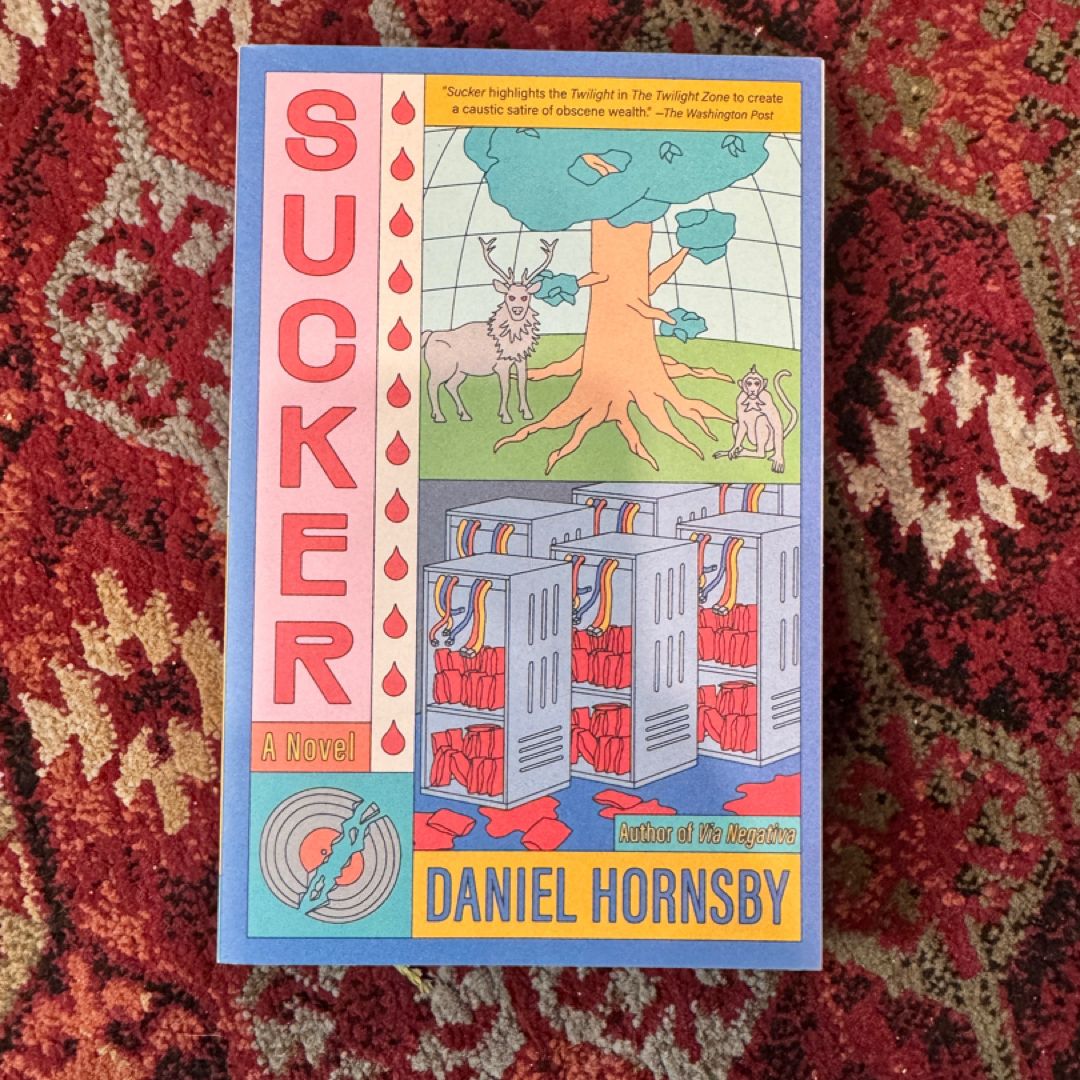 SUCKER
"Sucker highlights the Twilight in The Twilight Zone to create
a caustic satire of obscene wealth." —The Washington Post
A Novel
Author of Via Negativa
DANIEL HORNSBY